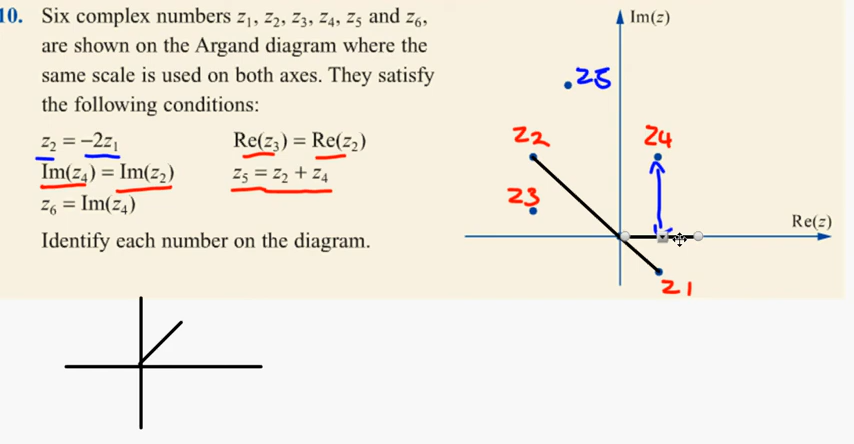 10. Six complex numbers z₁, z₂, z₃, z₄, z₅ and z₆,
are shown on the Argand diagram where the
same scale is used on both axes. They satisfy
the following conditions:
z₂ = −2z₁ Re(z₃) = Re(z₂)
Im(z₄) = Im(z₂) z₅ = z₂ + z₄
z₆ = Im(z₄)
Identify each number on the diagram.
Im(z)
z5
z2
z4
z3
Re(z)
z1